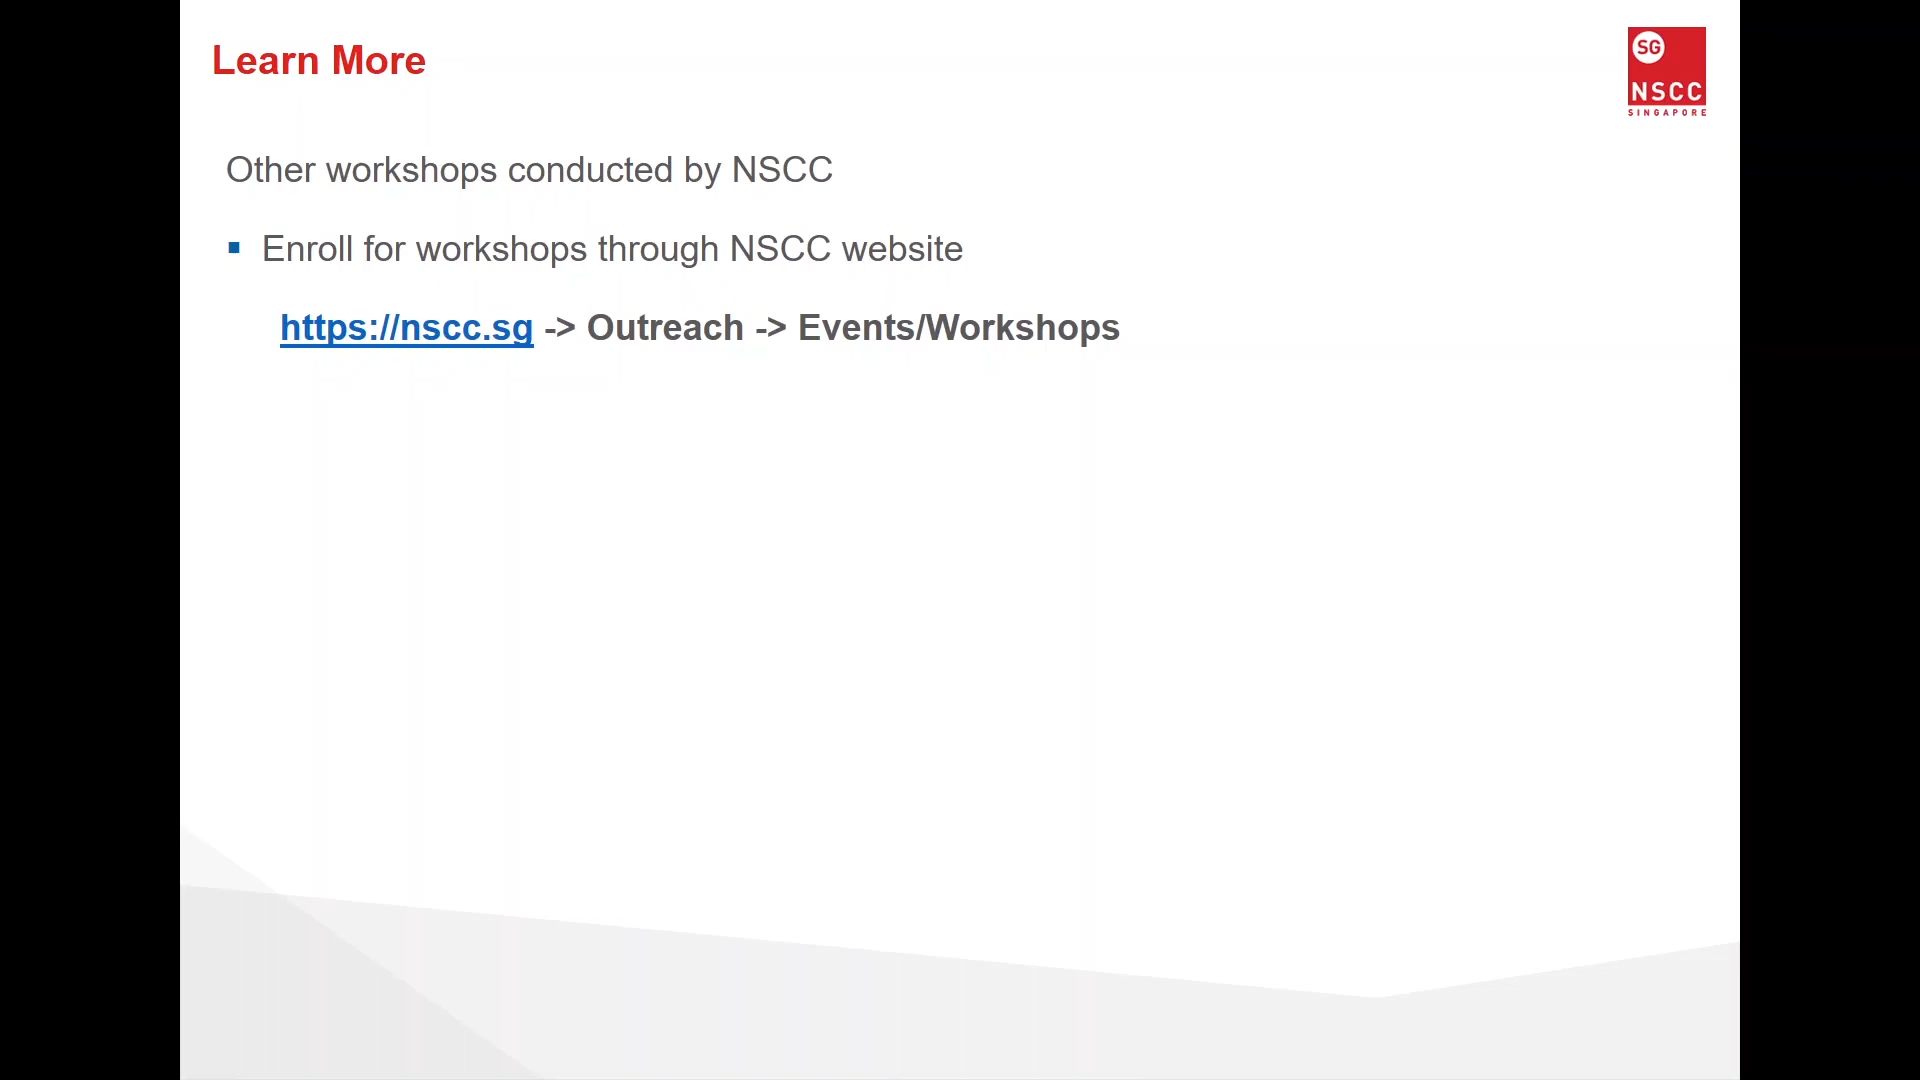 Learn More
SG
NSCC
SINGAPORE
Other workshops conducted by NSCC
▪ Enroll for workshops through NSCC website
https://nscc.sg -> Outreach -> Events/Workshops